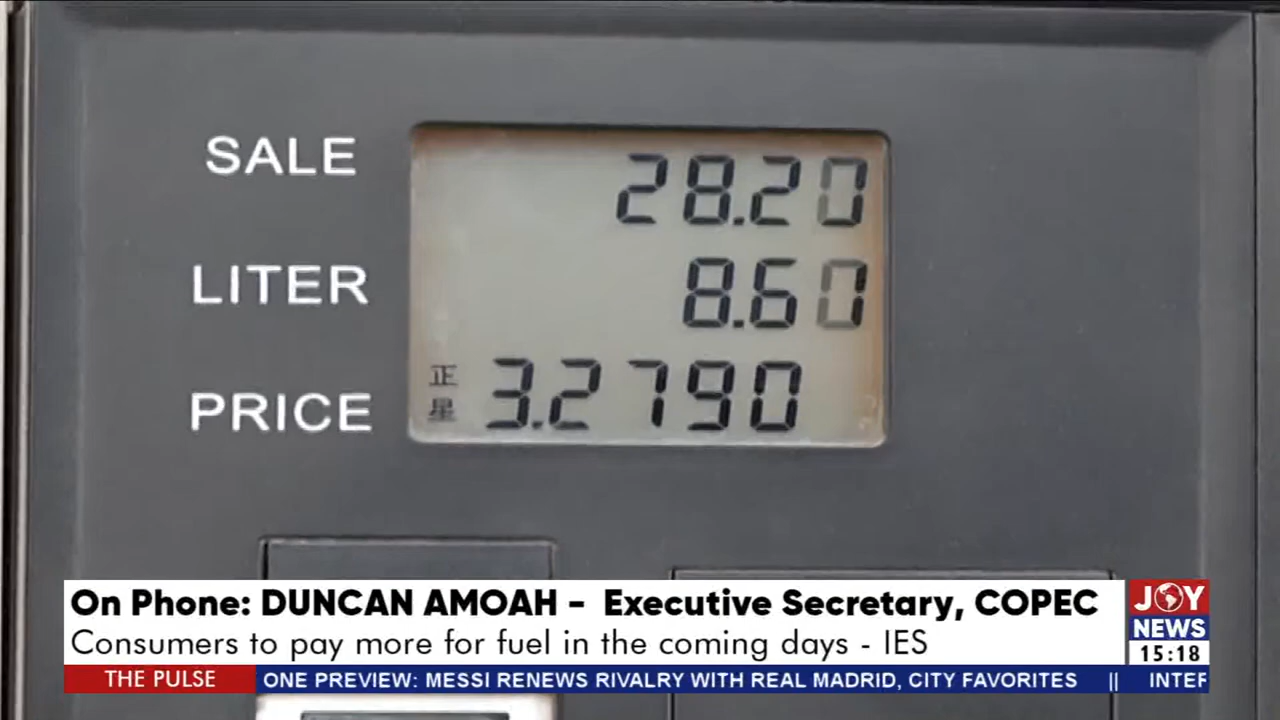 SALE 28.20
LITER 8.60
PRICE 正星 3.2790
On Phone: DUNCAN AMOAH - Executive Secretary, COPEC
Consumers to pay more for fuel in the coming days - IES
JOY
NEWS
15:18
THE PULSE ONE PREVIEW: MESSI RENEWS RIVALRY WITH REAL MADRID, CITY FAVORITES || INTER